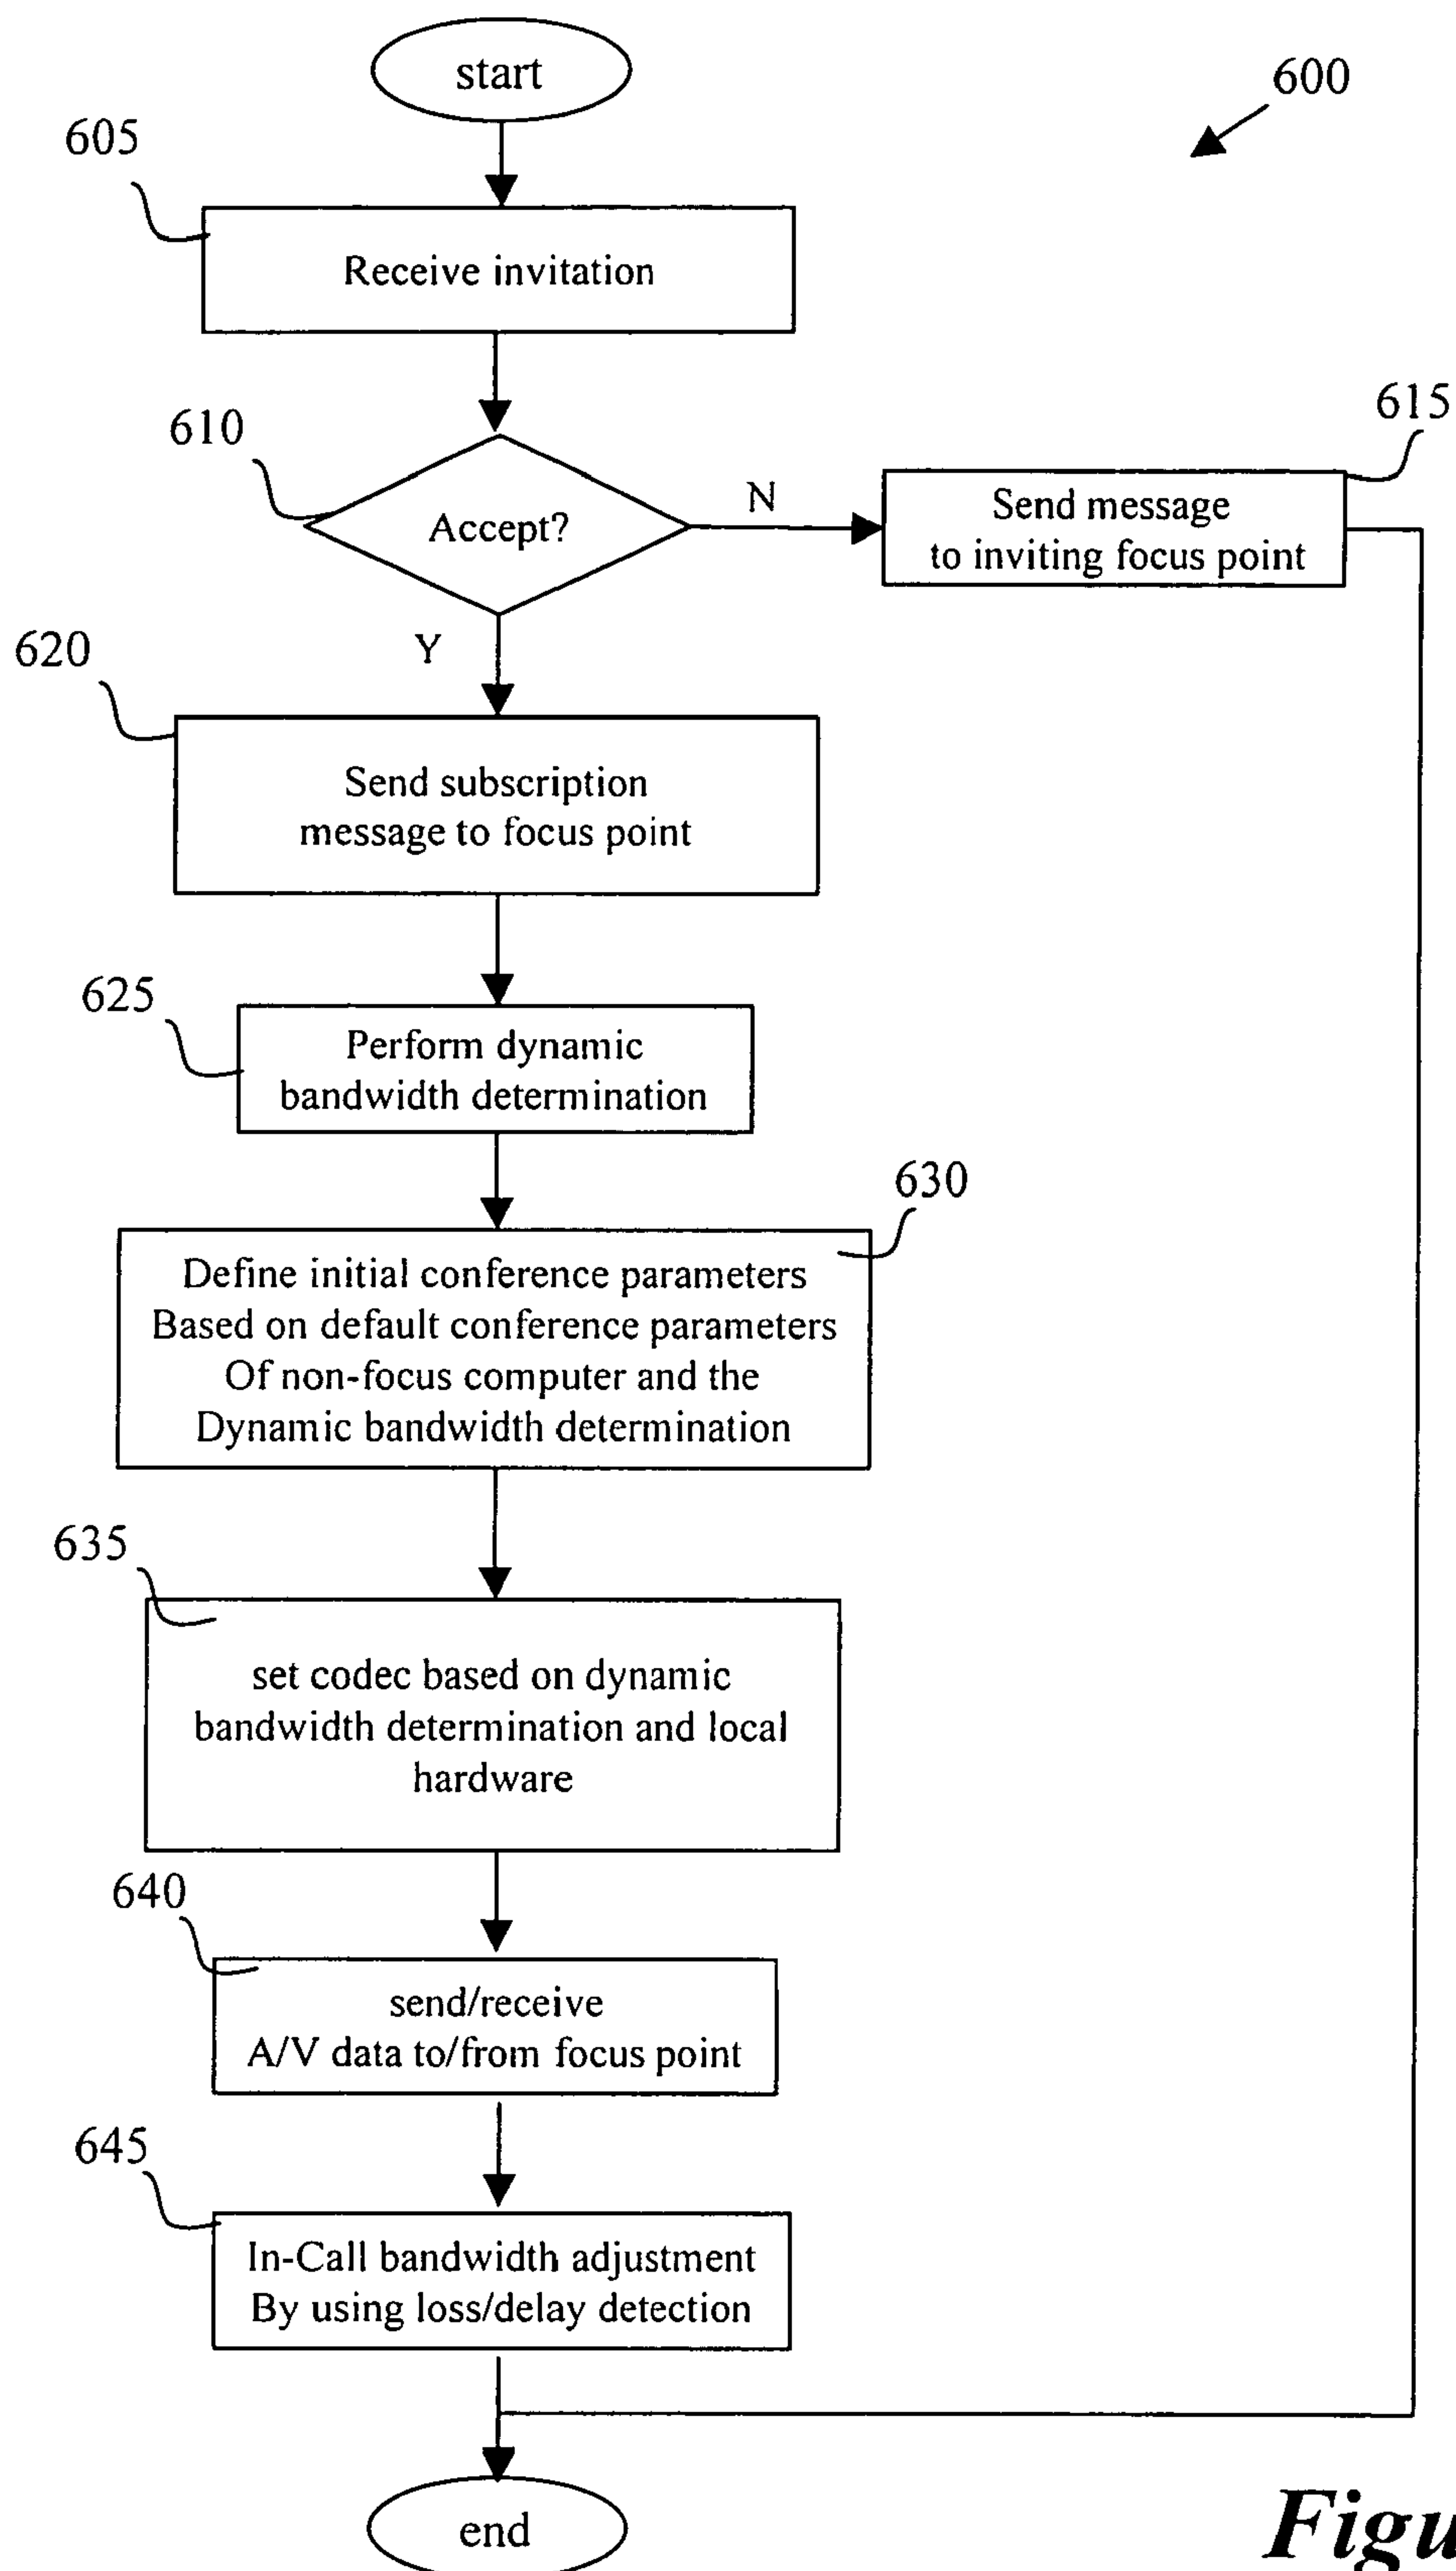 start
600
605
Receive invitation
610
Accept?
N
615
Send message
to inviting focus point
Y
620
Send subscription
message to focus point
625
Perform dynamic
bandwidth determination
630
Define initial conference parameters
Based on default conference parameters
Of non-focus computer and the
Dynamic bandwidth determination
635
set codec based on dynamic
bandwidth determination and local
hardware
640
send/receive
A/V data to/from focus point
645
In-Call bandwidth adjustment
By using loss/delay detection
end